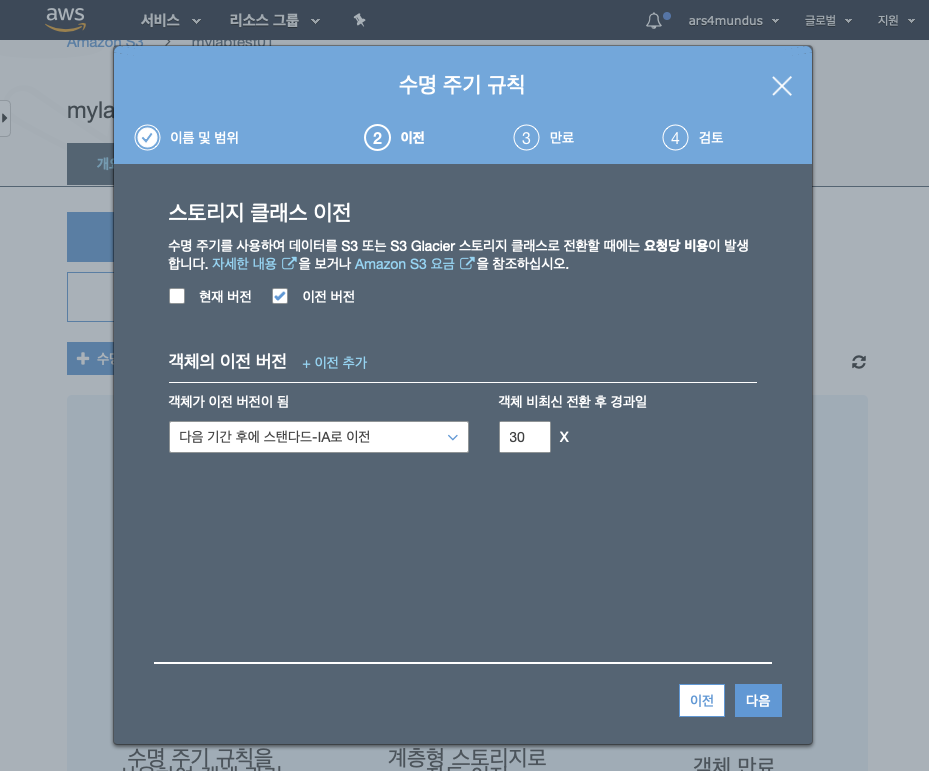 aws 서비스 리소스 그룹 ars4mundus 글로벌 지원
Amazon S3 > mylabtest01
수명 주기 규칙
myla
이름 및 범위 2 이전 3 만료 4 검토
개요
스토리지 클래스 이전
수명 주기를 사용하여 데이터를 S3 또는 S3 Glacier 스토리지 클래스로 전환할 때에는 요청당 비용이 발생
합니다. 자세한 내용 을 보거나 Amazon S3 요금 을 참조하십시오.
현재 버전 이전 버전
+ 수명
객체의 이전 버전 + 이전 추가
객체가 이전 버전이 됨 객체 비최신 전환 후 경과일
다음 기간 후에 스탠다드-IA로 이전 30 X
이전 다음
수명 주기 규칙을 계층형 스토리지로 객체 만료